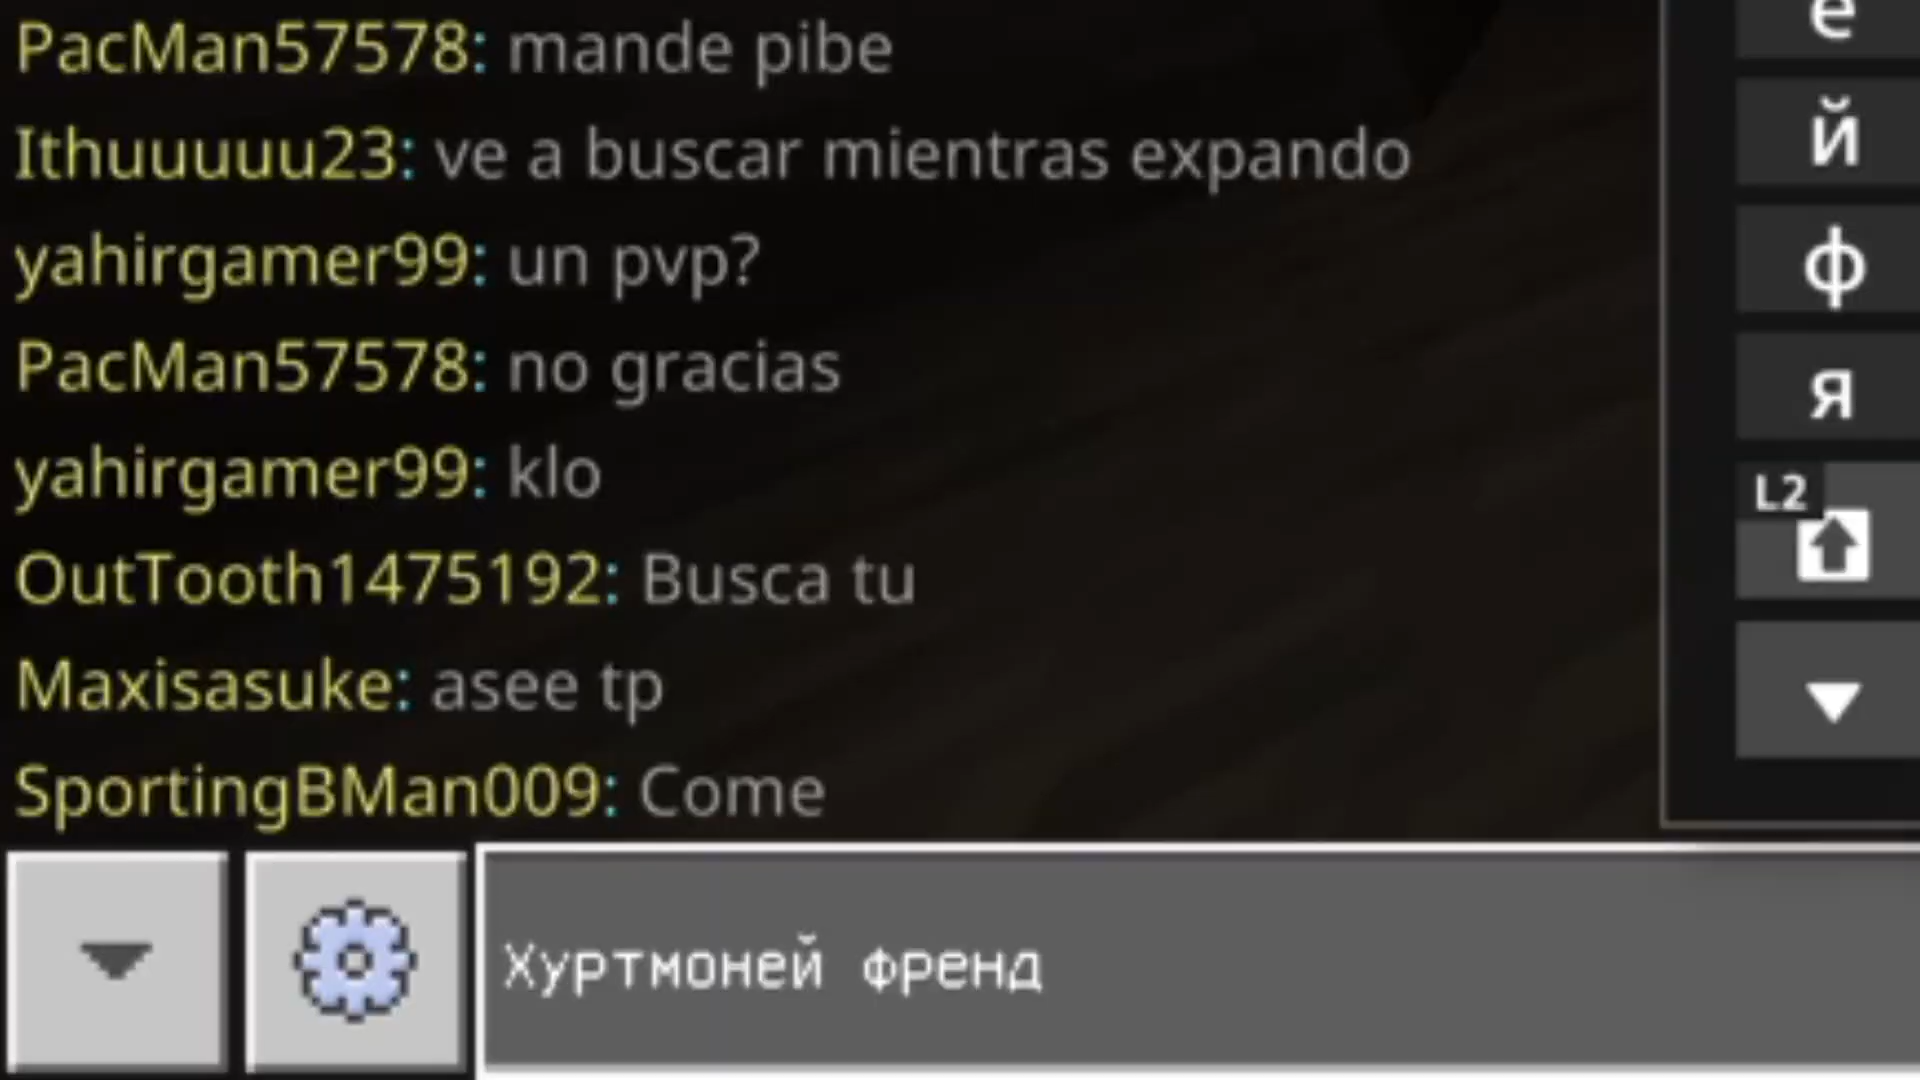 PacMan57578: mande pibe
Ithuuuuu23: ve a buscar mientras expando
yahirgamer99: un pvp?
PacMan57578: no gracias
yahirgamer99: klo
OutTooth1475192: Busca tu
Maxisasuke: asee tp
SportingBMan009: Come
Хуртмоней френд
е
й
ф
я
L2